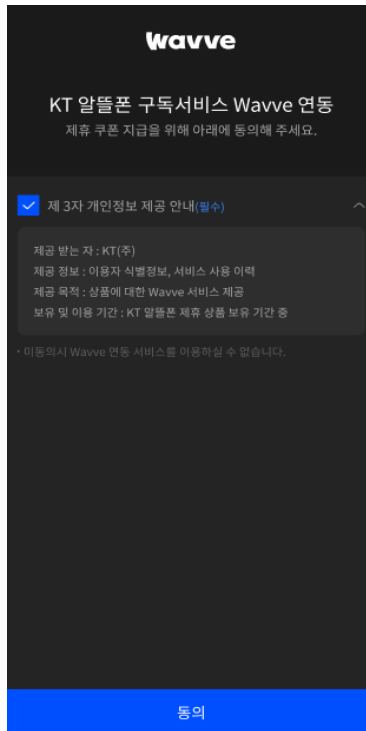 wavve
KT 알뜰폰 구독서비스 Wavve 연동
제휴 쿠폰 지급을 위해 아래에 동의해 주세요.
제 3자 개인정보 제공 안내(필수)
제공 받는 자 : KT(주)
제공 정보 : 이용자 식별정보, 서비스 사용 이력
제공 목적 : 상품에 대한 Wavve 서비스 제공
보유 및 이용 기간 : KT 알뜰폰 제휴 상품 보유 기간 중
• 미동의시 Wavve 연동 서비스를 이용하실 수 없습니다.
동의